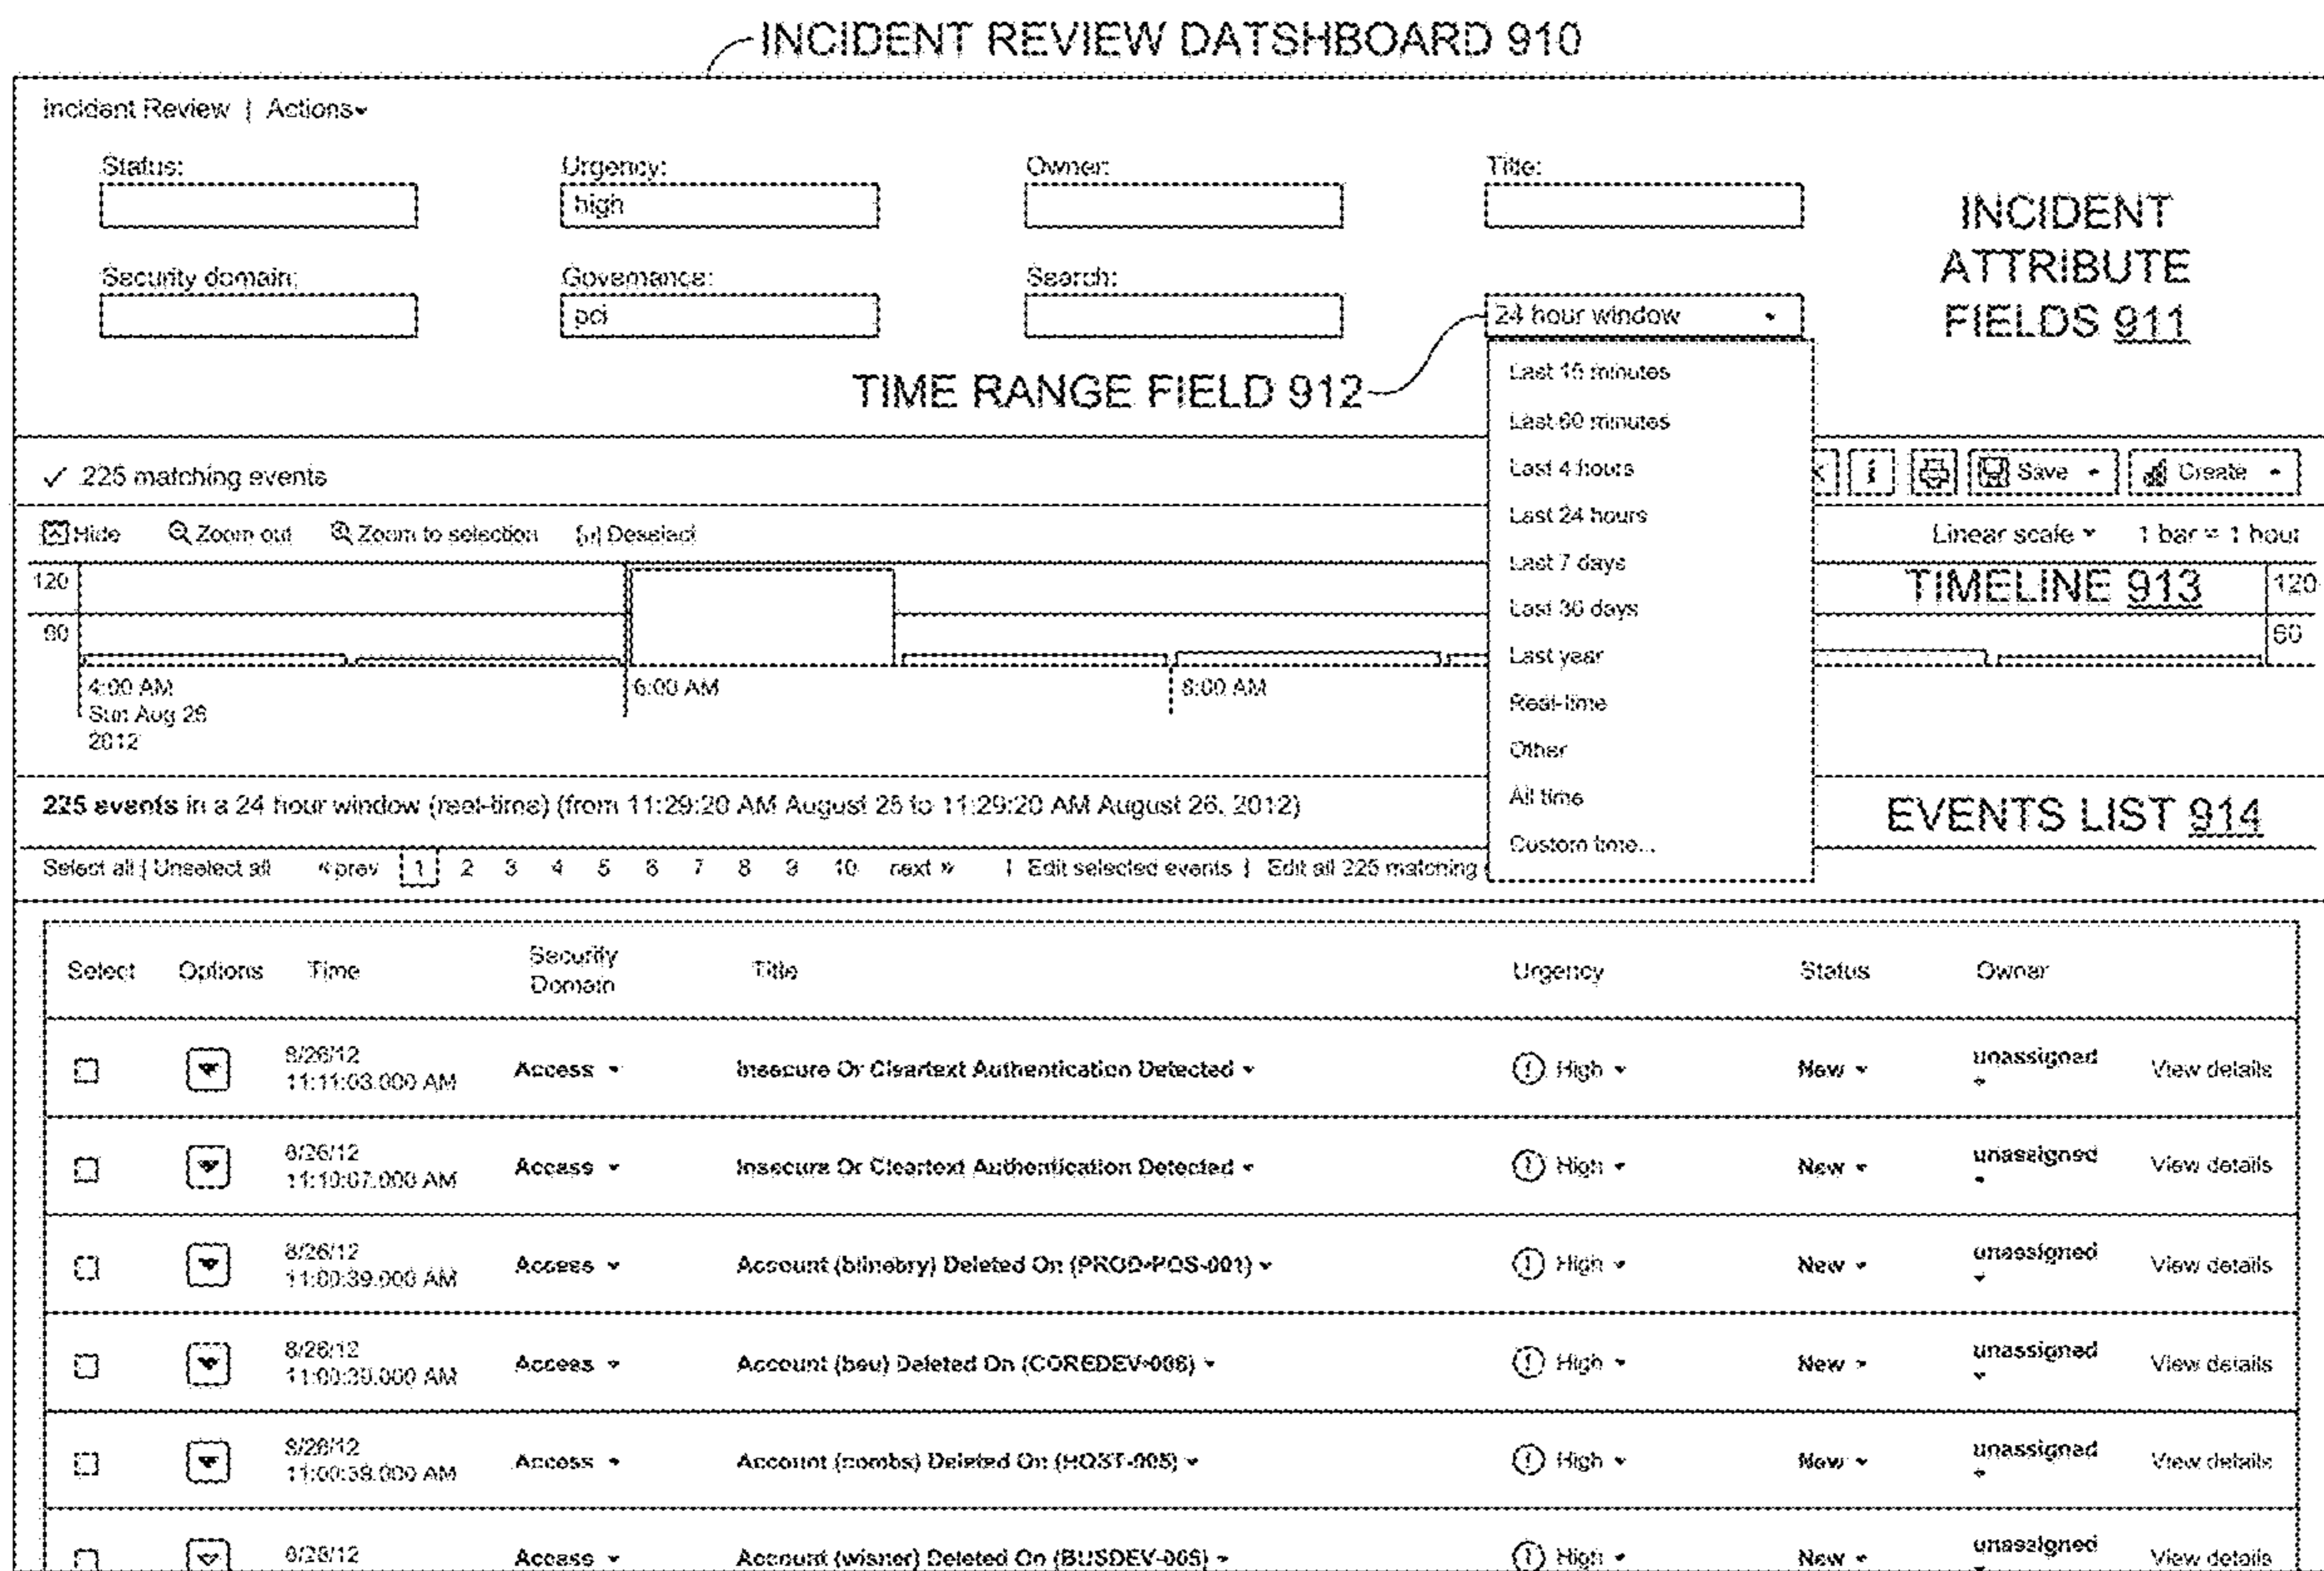 INCIDENT REVIEW DATSHBOARD 910
Incident Review | Actions
Status:
Urgency:
Owner:
Title:
high
INCIDENT
ATTRIBUTE
FIELDS 911
Security domain:
Governance:
Search:
pci
24 hour window
TIME RANGE FIELD 912
Last 15 minutes
Last 60 minutes
Last 4 hours
Last 24 hours
Last 7 days
Last 30 days
Last year
Real-time
Other
All time
Custom time...
✓ 225 matching events
i
Save
Create
Hide
Zoom out
Zoom to selection
Deselect
Linear scale
1 bar = 1 hour
120
60
TIMELINE 913
120
60
4:00 AM
Sun Aug 26
2012
6:00 AM
8:00 AM
225 events in a 24 hour window (real-time) (from 11:29:20 AM August 25 to 11:29:20 AM August 26, 2012)
EVENTS LIST 914
Select all | Unselect all « prev 1 2 3 4 5 6 7 8 9 10 next » | Edit selected events | Edit all 225 matching
Select Options Time Security Domain Title Urgency Status Owner
8/26/12
11:11:03.000 AM
Access Insecure Or Cleartext Authentication Detected High New unassigned View details
8/26/12
11:10:07.000 AM
Access Insecure Or Cleartext Authentication Detected High New unassigned View details
8/26/12
11:00:39.000 AM
Access Account (blinebry) Deleted On (PROD-POS-001) High New unassigned View details
8/26/12
11:00:39.000 AM
Access Account (bsu) Deleted On (COREDEV-006) High New unassigned View details
8/26/12
11:00:39.000 AM
Access Account (combs) Deleted On (HOST-005) High New unassigned View details
8/26/12
Access Account (wisner) Deleted On (BUSDEV-005) High New unassigned View details